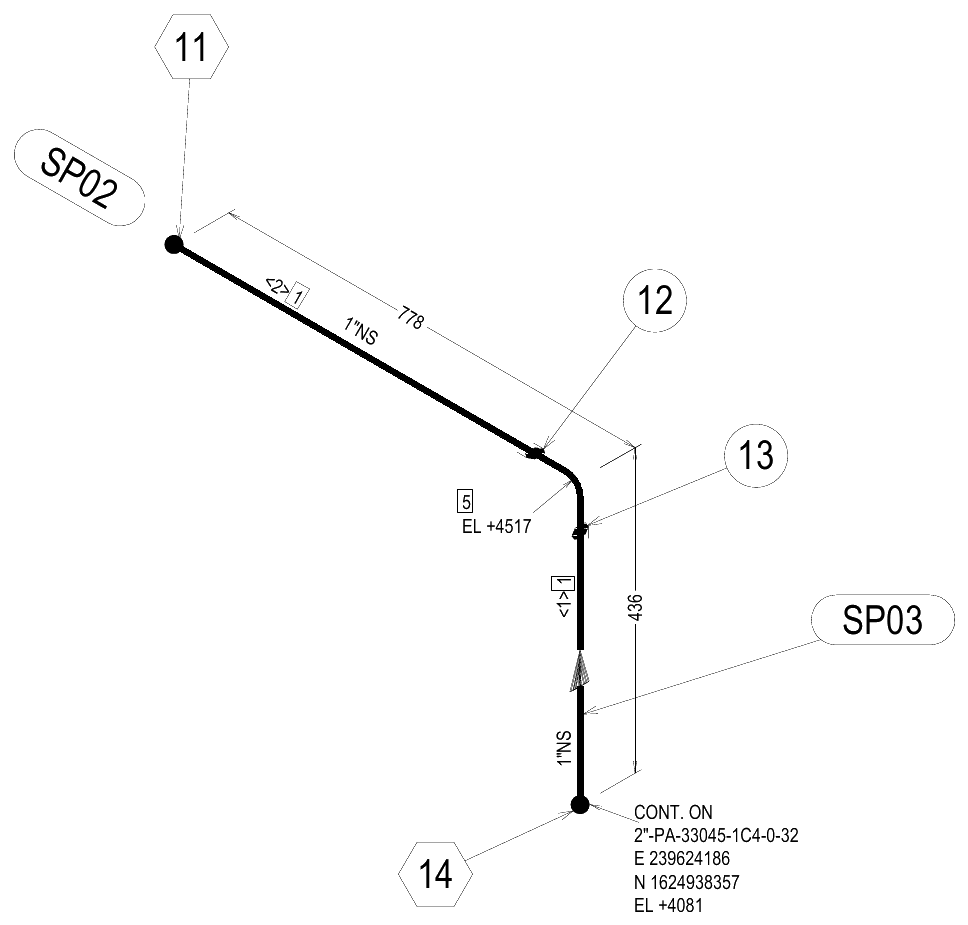 11
SP02
<2> 1
1"NS
778
12
13
5
EL +4517
<1> 1
436
SP03
1"NS
14
CONT. ON
2"-PA-33045-1C4-0-32
E 239624186
N 1624938357
EL +4081